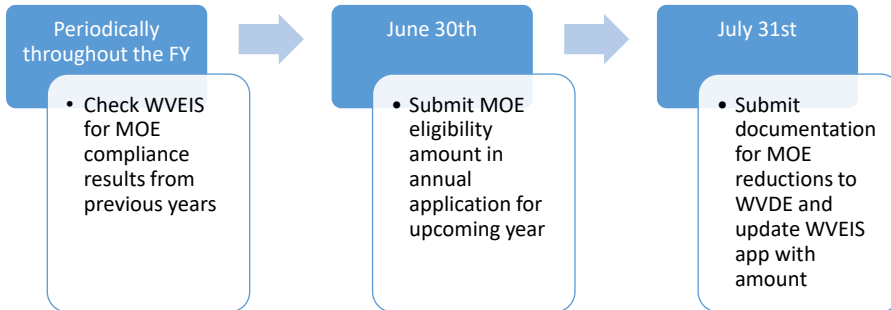 Periodically
throughout the FY
• Check WVEIS
for MOE
compliance
results from
previous years
June 30th
• Submit MOE
eligibility
amount in
annual
application for
upcoming year
July 31st
• Submit
documentation
for MOE
reductions to
WVDE and
update WVEIS
app with
amount